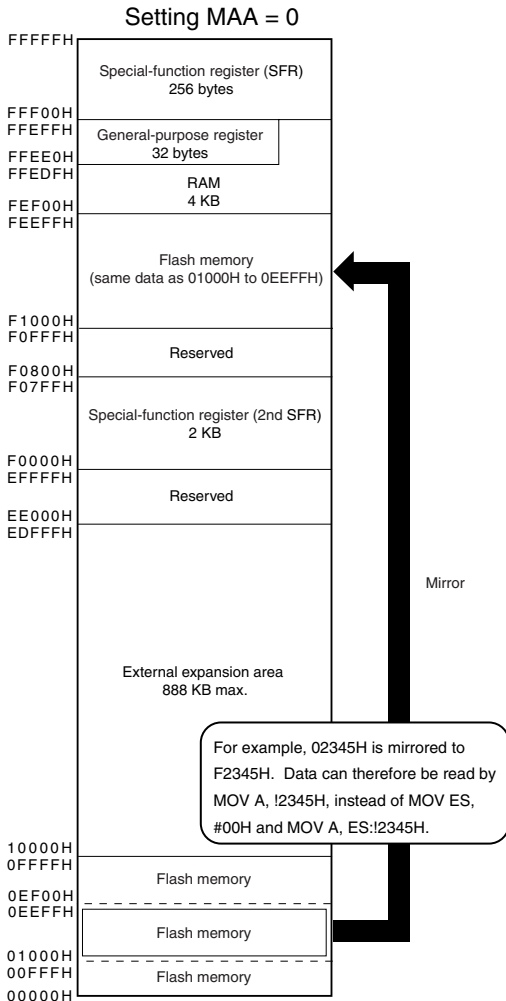 Setting MAA = 0
FFFFFH
Special-function register (SFR)
256 bytes
FFF00H
FFEFFH
General-purpose register
32 bytes
FFEE0H
FFEDFH
RAM
4 KB
FEF00H
FEEFFH
Flash memory
(same data as 01000H to 0EEFFH)
F1000H
F0FFFH
Reserved
F0800H
F07FFH
Special-function register (2nd SFR)
2 KB
F0000H
EFFFFH
Reserved
EE000H
EDFFFH
Mirror
External expansion area
888 KB max.
For example, 02345H is mirrored to
F2345H. Data can therefore be read by
MOV A, !2345H, instead of MOV ES,
#00H and MOV A, ES:!2345H.
10000H
0FFFFH
Flash memory
0EF00H
0EEFFH
Flash memory
01000H
00FFFH
Flash memory
00000H